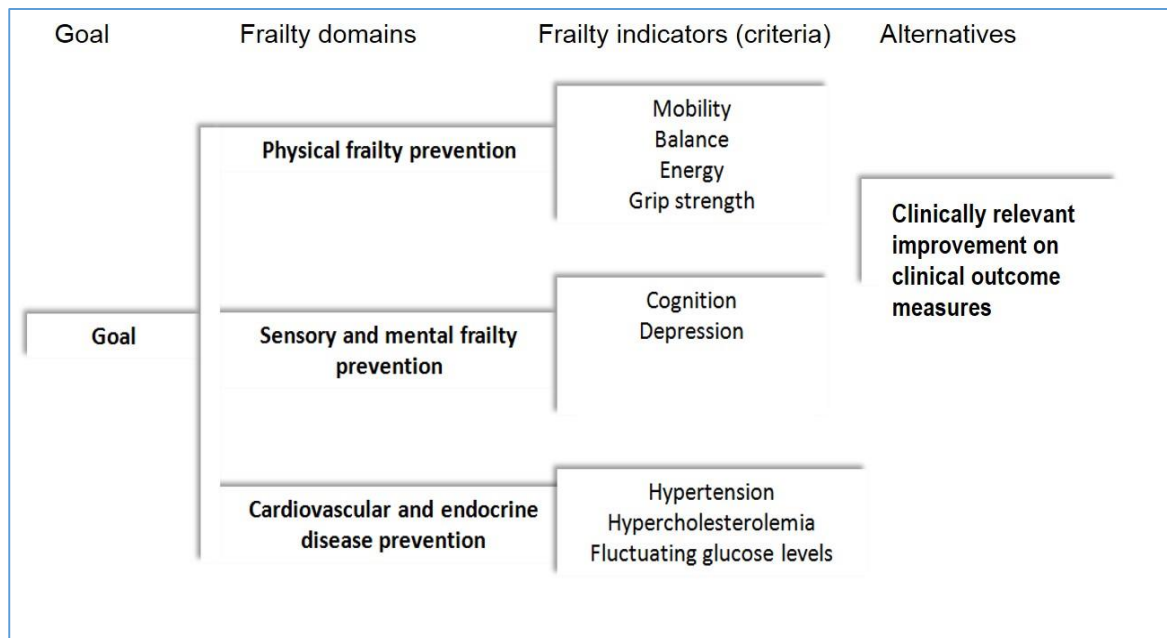 Goal
Frailty domains
Frailty indicators (criteria)
Alternatives
Goal
Physical frailty prevention
Sensory and mental frailty
prevention
Cardiovascular and endocrine
disease prevention
Mobility
Balance
Energy
Grip strength
Cognition
Depression
Hypertension
Hypercholesterolemia
Fluctuating glucose levels
Clinically relevant
improvement on
clinical outcome
measures